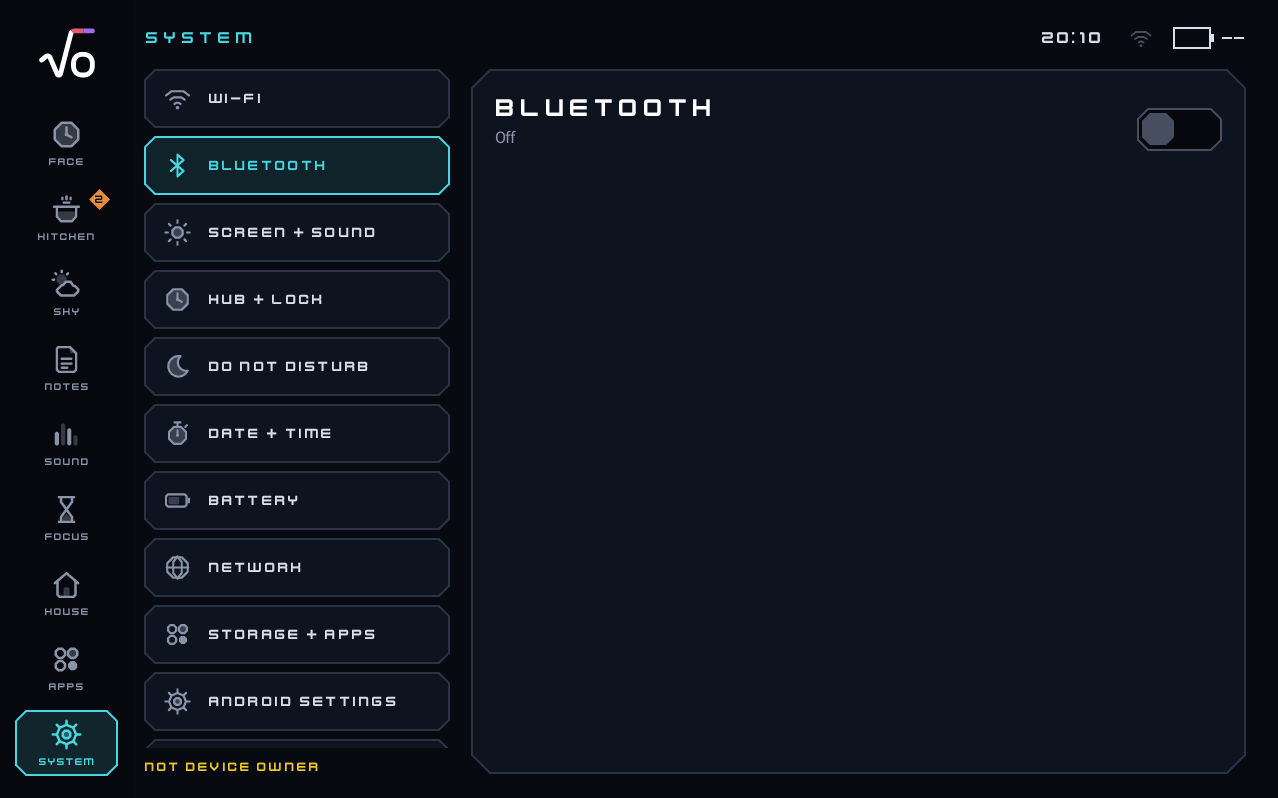 SYSTEM
20:10
--
FACE
2
KITCHEN
SKY
NOTES
SOUND
FOCUS
HOUSE
APPS
SYSTEM
WI-FI
BLUETOOTH
SCREEN + SOUND
HUB + LOCK
DO NOT DISTURB
DATE + TIME
BATTERY
NETWORK
STORAGE + APPS
ANDROID SETTINGS
NOT DEVICE OWNER
BLUETOOTH
Off